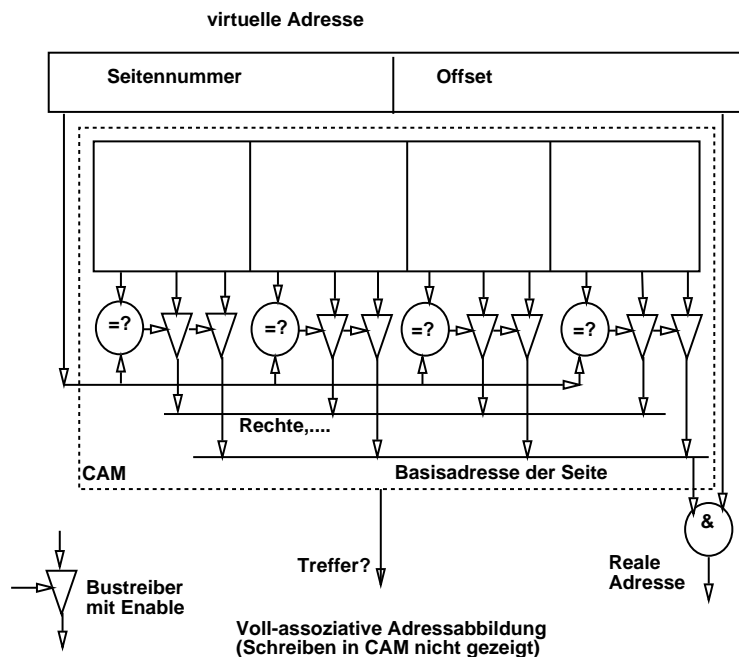 virtuelle Adresse
Seitennummer
Offset
=?
=?
=?
=?
Rechte,....
CAM
Basisadresse der Seite
&
Treffer?
Reale
Adresse
Bustreiber
mit Enable
Voll-assoziative Adressabbildung
(Schreiben in CAM nicht gezeigt)